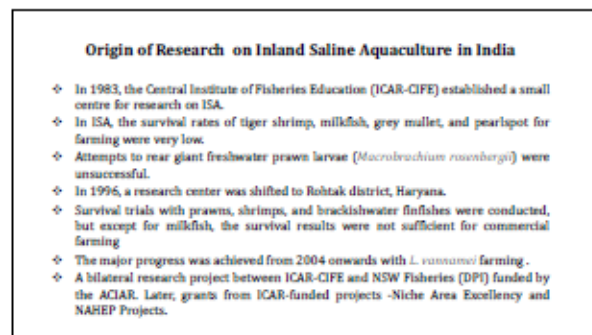 Origin of Research on Inland Saline Aquaculture in India
❖ In 1983, the Central Institute of Fisheries Education (ICAR-CIFE) established a small
centre for research on ISA.
❖ In ISA, the survival rates of tiger shrimp, milkfish, grey mullet, and pearlspot for
farming were very low.
❖ Attempts to rear giant freshwater prawn larvae (Macrobrachium rosenbergii) were
unsuccessful.
❖ In 1996, a research center was shifted to Rohtak district, Haryana.
❖ Survival trials with prawns, shrimps, and brackishwater finfishes were conducted,
but except for milkfish, the survival results were not sufficient for commercial
farming
❖ The major progress was achieved from 2004 onwards with L. vannamei farming .
❖ A bilateral research project between ICAR-CIFE and NSW Fisheries (DPI) funded by
the ACIAR. Later, grants from ICAR-funded projects -Niche Area Excellency and
NAHEP Projects.